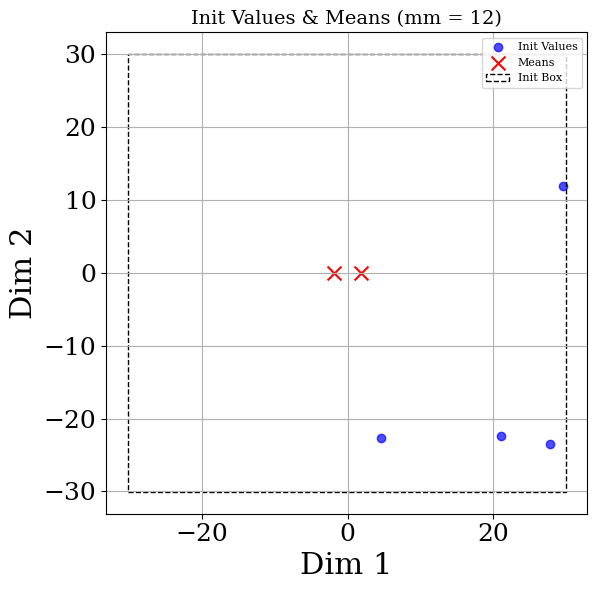 Init Values & Means (mm = 12)
Init Values
Means
Init Box
30
20
10
0
−10
−20
−30
Dim 2
−20
0
20
Dim 1